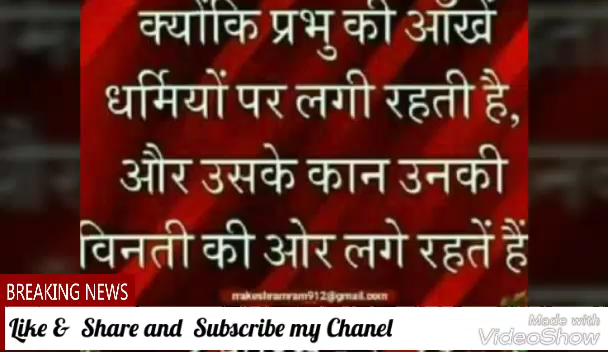 क्योंकि प्रभु की आँखें
धर्मियों पर लगी रहती है,
और उसके कान उनकी
विनती की ओर लगे रहतें हैं
rrakeshramram912@gmail.com
BREAKING NEWS
Like & Share and Subscribe my Chanel
Made with
VideoShow